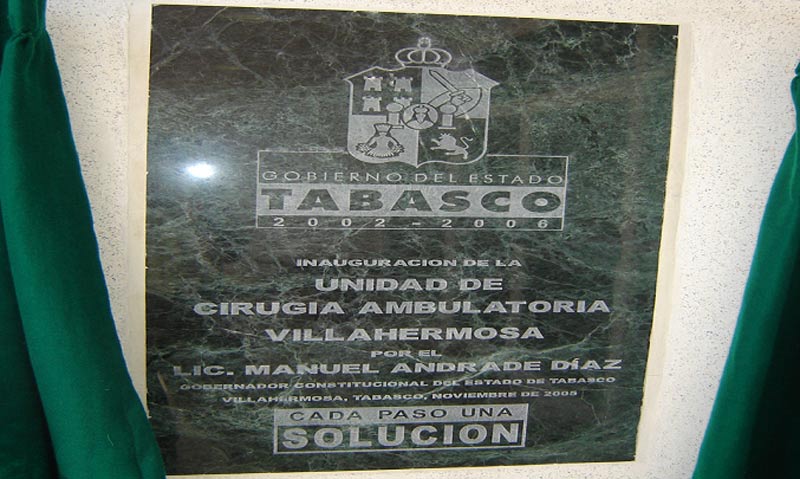 GOBIERNO DEL ESTADO
TABASCO
2002-2006
INAUGURACION DE LA
UNIDAD DE
CIRUGIA AMBULATORIA
VILLAHERMOSA
POR EL
LIC. MANUEL ANDRADE DÍAZ
GOBERNADOR CONSTITUCIONAL DEL ESTADO DE TABASCO
VILLAHERMOSA, TABASCO, NOVIEMBRE DE 2005
CADA PASO UNA
SOLUCION